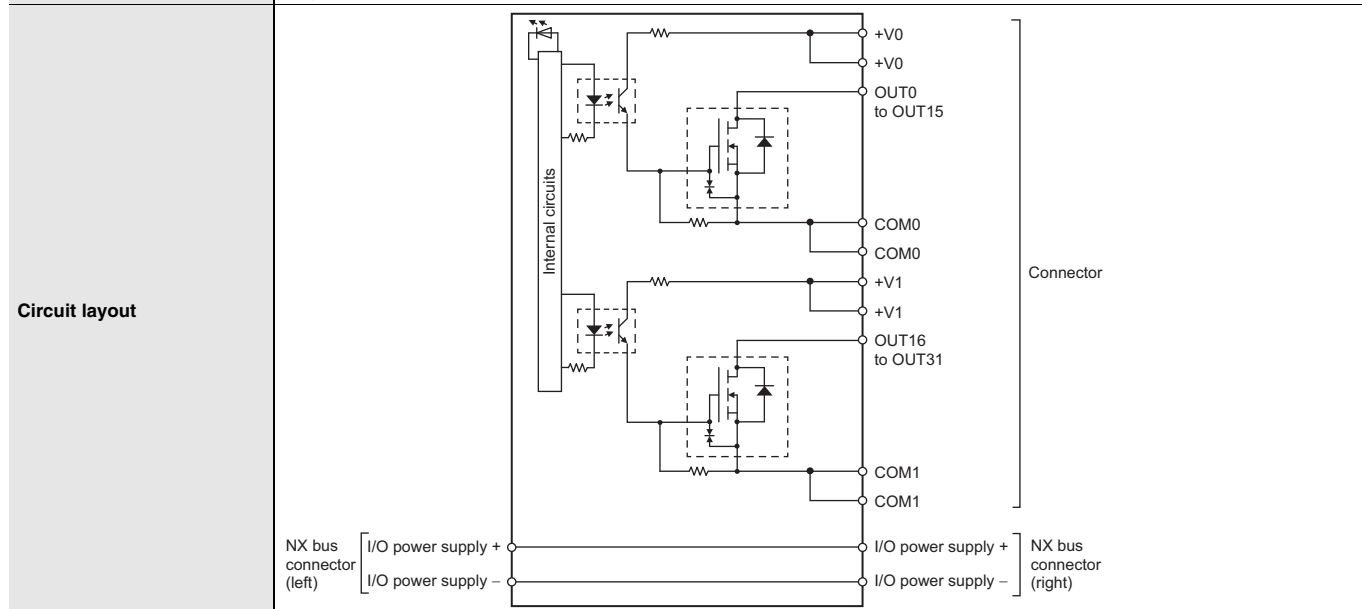 Circuit layout
Internal circuits
+V0
+V0
OUT0
to OUT15
COM0
COM0
+V1
+V1
OUT16
to OUT31
COM1
COM1
Connector
NX bus
connector
(left)
I/O power supply +
I/O power supply –
I/O power supply +
I/O power supply –
NX bus
connector
(right)